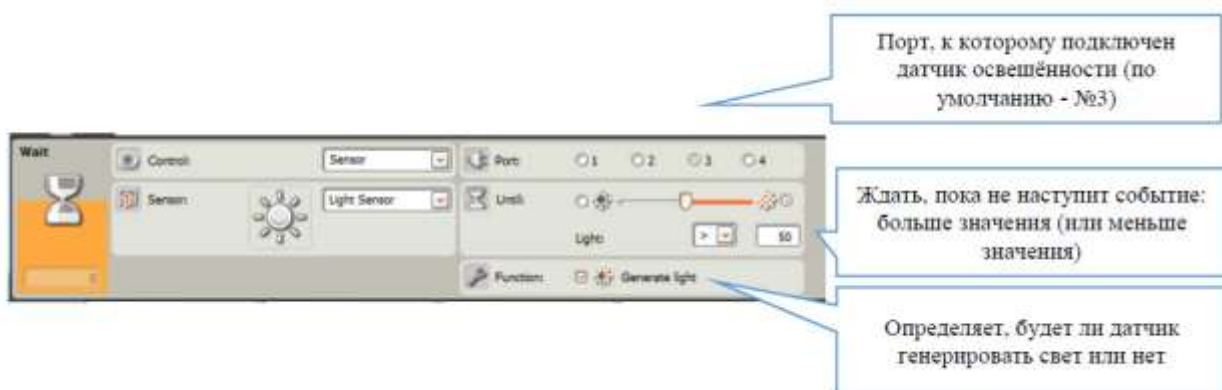 Порт, к которому подключен
датчик освещённости (по
умолчанию - №3)
Wait
Control:
Sensor
Port:
1 2 3 4
Sensor:
Light Sensor
Until:
Light:
>
50
Function:
Generate light
Ждать, пока не наступит событие:
больше значения (или меньше
значения)
Определяет, будет ли датчик
генерировать свет или нет